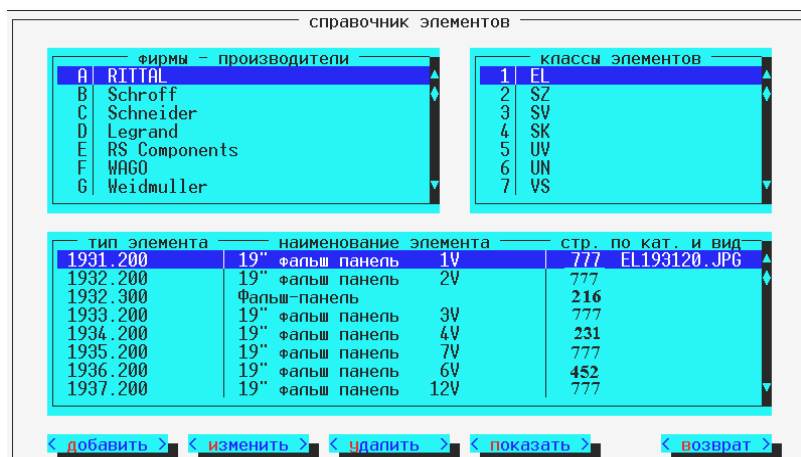 справочник элементов
фирмы - производители
A RITTAL
B Schroff
C Schneider
D Legrand
E RS Components
F WAGO
G Weidmuller
классы элементов
1 EL
2 SZ
3 SV
4 SK
5 UV
6 UN
7 VS
тип элемента наименование элемента стр. по кат. и вид
1931.200 19" фальш панель 1V 777 EL193120.JPG
1932.200 19" фальш панель 2V 777
1932.300 Фальш-панель 216
1933.200 19" фальш панель 3V 777
1934.200 19" фальш панель 4V 231
1935.200 19" фальш панель 7V 777
1936.200 19" фальш панель 6V 452
1937.200 19" фальш панель 12V 777
< добавить > < изменить > < удалить > < показать > < возврат >